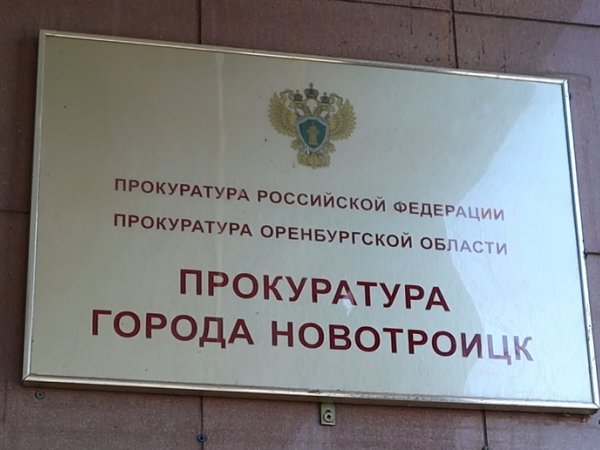 ПРОКУРАТУРА РОССИЙСКОЙ ФЕДЕРАЦИИ
ПРОКУРАТУРА ОРЕНБУРГСКОЙ ОБЛАСТИ
ПРОКУРАТУРА
ГОРОДА НОВОТРОИЦК